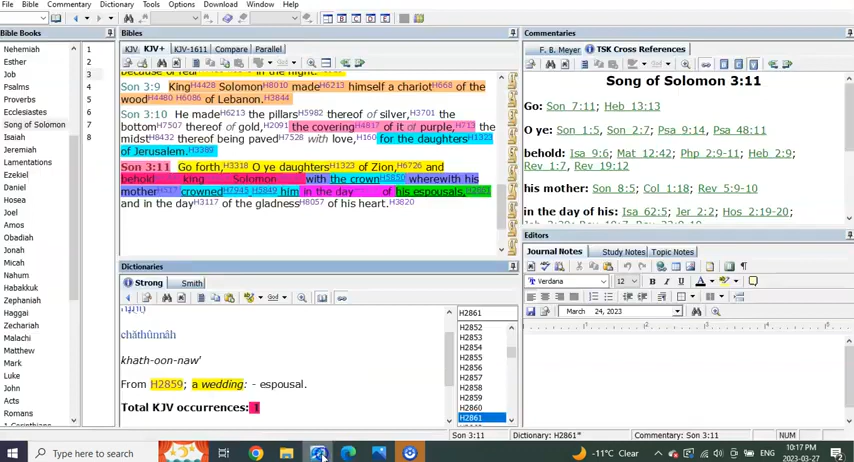 File View Bible Commentary Dictionary Tools Options Download Window Help
Bible Books
Bibles
Commentaries
Nehemiah
Esther
Job
Psalms
Proverbs
Ecclesiastes
Song of Solomon
Isaiah
Jeremiah
Lamentations
Ezekiel
Daniel
Hosea
Joel
Amos
Obadiah
Jonah
Micah
Nahum
Habakkuk
Zephaniah
Haggai
Zechariah
Malachi
Matthew
Mark
Luke
John
Acts
Romans
1
2
3
4
5
6
7
8
KJV KJV+ KJV-1611 Compare Parallel
because of fear in the night.
Son 3:9 King H4428 Solomon H8010 made H6213 himself a chariot H668 of the
wood H4480 H6086 of Lebanon. H3844
Son 3:10 He made H6213 the pillars H5982 thereof of silver, H3701 the
bottom H7507 thereof of gold, H2091 the covering H4817 of it of purple, H713 the
midst H8432 thereof being paved H7528 with love, H160 for the daughters H1323
of Jerusalem. H3389
Son 3:11 Go forth, H3318 O ye daughters H1323 of Zion, H6726 and
behold king Solomon with the crown H5850 wherewith his
mother H517 crowned H7945 H5849 him in the day of his espousals, H2861
and in the day H3117 of the gladness H8057 of his heart. H3820
F. B. Meyer TSK Cross References
Song of Solomon 3:11
Go: Son 7:11; Heb 13:13
O ye: Son 1:5, Son 2:7; Psa 9:14, Psa 48:11
behold: Isa 9:6; Mat 12:42; Php 2:9-11; Heb 2:9;
Rev 1:7, Rev 19:12
his mother: Son 8:5; Col 1:18; Rev 5:9-10
in the day of his: Isa 62:5; Jer 2:2; Hos 2:19-20;
Editors
Journal Notes Study Notes Topic Notes
Verdana 12
March 24, 2023
Dictionaries
Strong Smith
chăthûnnâh
khath-oon-naw'
From H2859; a wedding: - espousal.
Total KJV occurrences: 1
H2861
H2852
H2853
H2854
H2855
H2856
H2857
H2858
H2859
H2860
H2861
Son 3:11 Dictionary: H2861* Commentary: Son 3:11 NUM
Type here to search
-11°C Clear
ENG
10:17 PM
2023-03-27
2